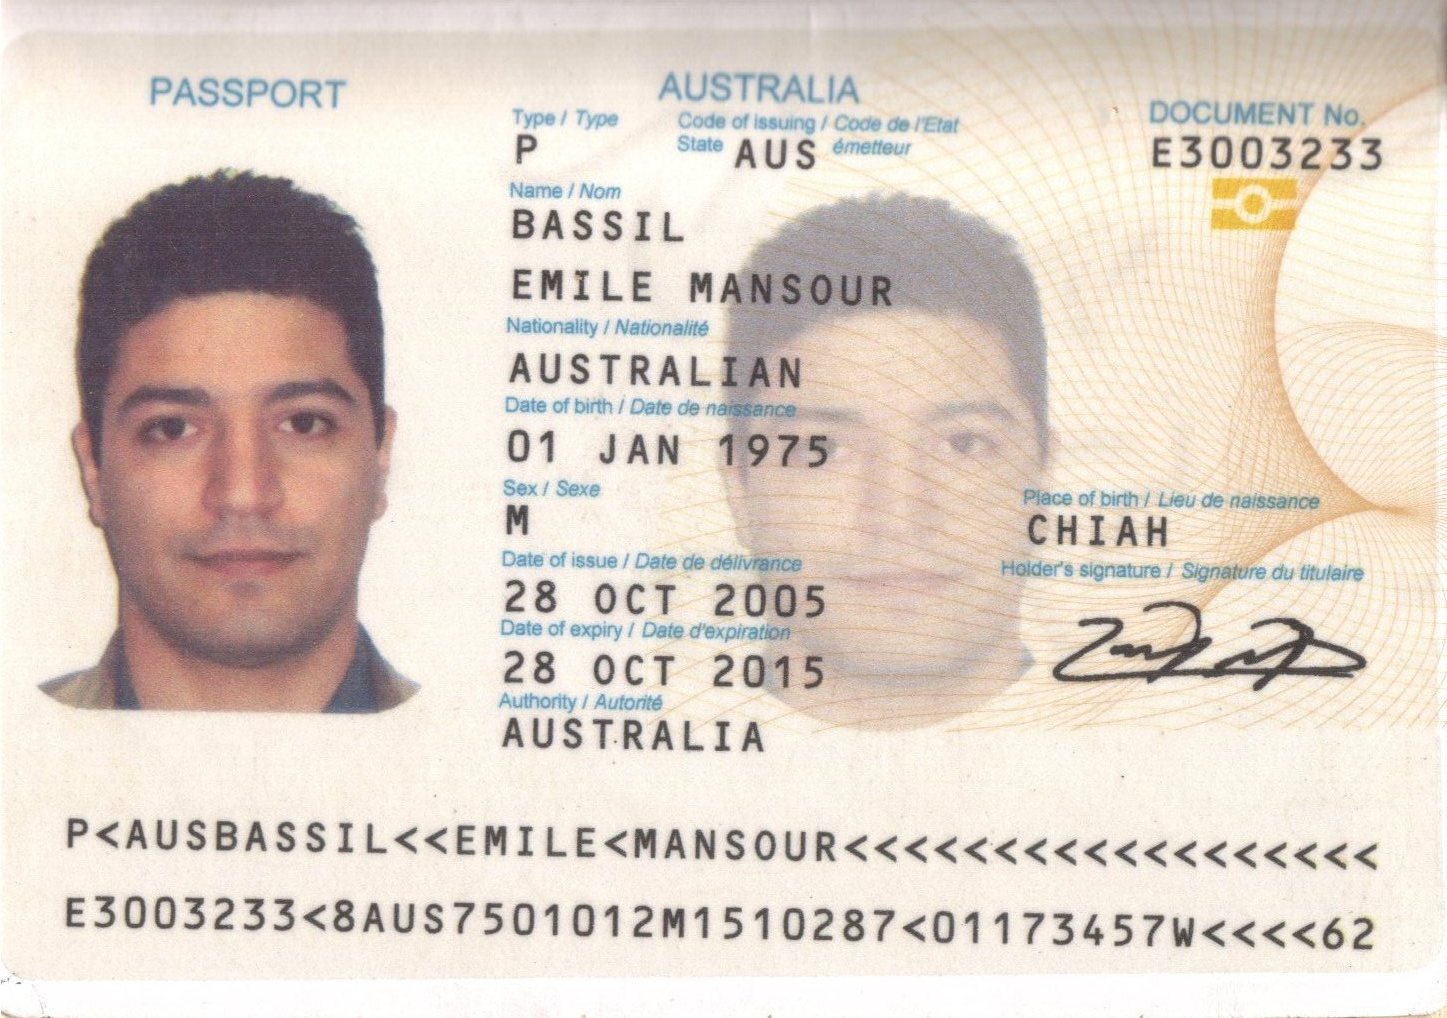 PASSPORT
AUSTRALIA
Type / Type
Code of issuing / Code de l'Etat
State
émetteur
DOCUMENT No.
P
AUS
E3003233
Name / Nom
BASSIL
EMILE MANSOUR
Nationality / Nationalité
AUSTRALIAN
Date of birth / Date de naissance
01 JAN 1975
Sex / Sexe
M
Place of birth / Lieu de naissance
CHIAH
Date of issue / Date de délivrance
28 OCT 2005
Holder's signature / Signature du titulaire
Date of expiry / Date d'expiration
28 OCT 2015
Authority / Autorité
AUSTRALIA
P<AUSBASSIL<<EMILE<MANSOUR<<<<<<<<<<<<<<<<<<
E3003233<8AUS7501012M1510287<01173457W<<<<62